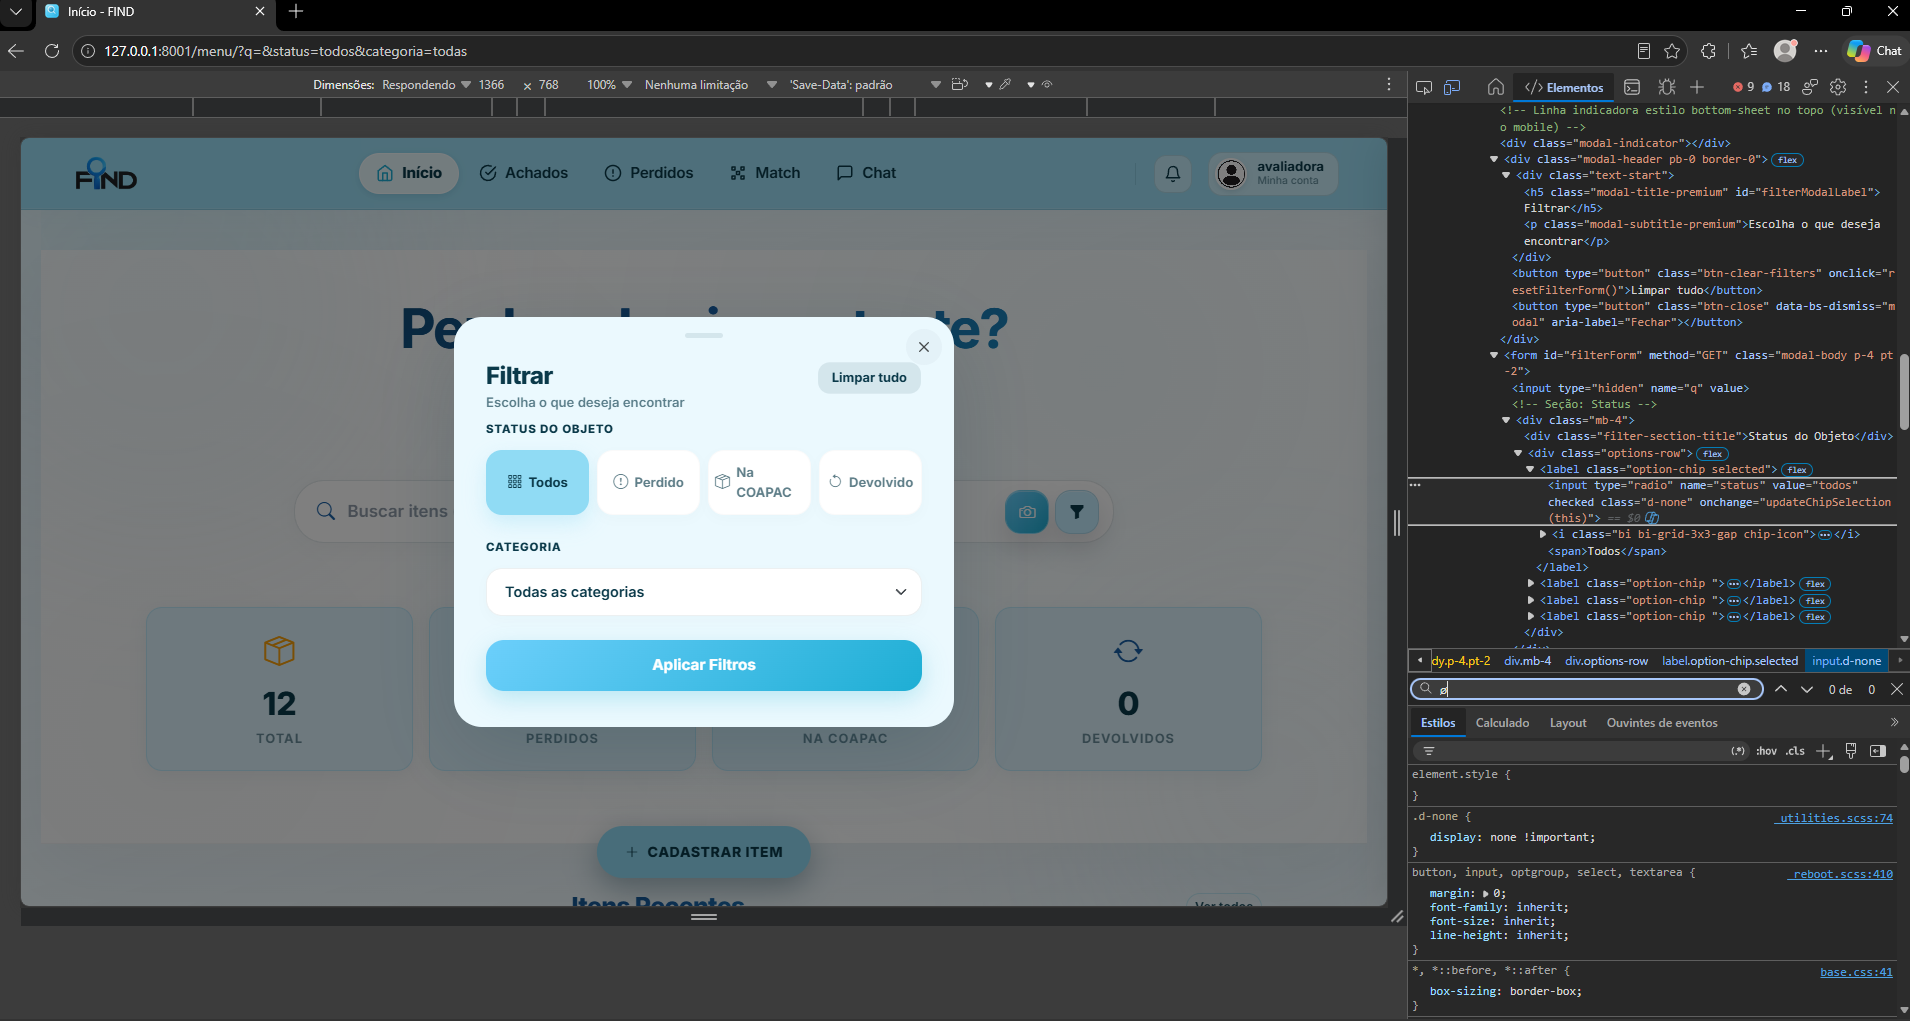 Início - FIND
127.0.0.1:8001/menu/?q=&status=todos&categoria=todas
Chat
Dimensões: Respondendo 1366 x 768 100% Nenhuma limitação 'Save-Data': padrão
Elementos 9 18
FIND
Início Achados Perdidos Match Chat
avaliadora
Minha conta
Filtrar
Limpar tudo
Escolha o que deseja encontrar
STATUS DO OBJETO
Todos
Perdido
Na
COAPAC
Devolvido
Buscar itens
CATEGORIA
Todas as categorias
Aplicar Filtros
12
TOTAL
PERDIDOS
NA COAPAC
0
DEVOLVIDOS
+ CADASTRAR ITEM
Itens Recentes
Ver todos
<!-- Linha indicadora estilo bottom-sheet no topo (visível n
o mobile) -->
<div class="modal-indicator"></div>
<div class="modal-header pb-0 border-0"> flex
<div class="text-start">
<h5 class="modal-title-premium" id="filterModalLabel">
Filtrar</h5>
<p class="modal-subtitle-premium">Escolha o que deseja
encontrar</p>
</div>
<button type="button" class="btn-clear-filters" onclick="r
esetFilterForm()">Limpar tudo</button>
<button type="button" class="btn-close" data-bs-dismiss="m
odal" aria-label="Fechar"></button>
</div>
<form id="filterForm" method="GET" class="modal-body p-4 pt
-2">
<input type="hidden" name="q" value>
<!-- Seção: Status -->
<div class="mb-4">
<div class="filter-section-title">Status do Objeto</div>
<div class="options-row"> flex
<label class="option-chip selected"> flex
<input type="radio" name="status" value="todos"
checked class="d-none" onchange="updateChipSelection
(this)"> == $0
<i class="bi bi-grid-3x3-gap chip-icon">…</i>
<span>Todos</span>
</label>
<label class="option-chip ">…</label> flex
<label class="option-chip ">…</label> flex
<label class="option-chip ">…</label> flex
</div>
dy.p-4.pt-2 div.mb-4 div.options-row label.option-chip.selected input.d-none
ø 0 de 0
Estilos Calculado Layout Ouvintes de eventos
:hov .cls
element.style {
}
.d-none { _utilities.scss:74
display: none !important;
}
button, input, optgroup, select, textarea { _reboot.scss:410
margin: 0;
font-family: inherit;
font-size: inherit;
line-height: inherit;
}
*, *::before, *::after { base.css:41
box-sizing: border-box;
}